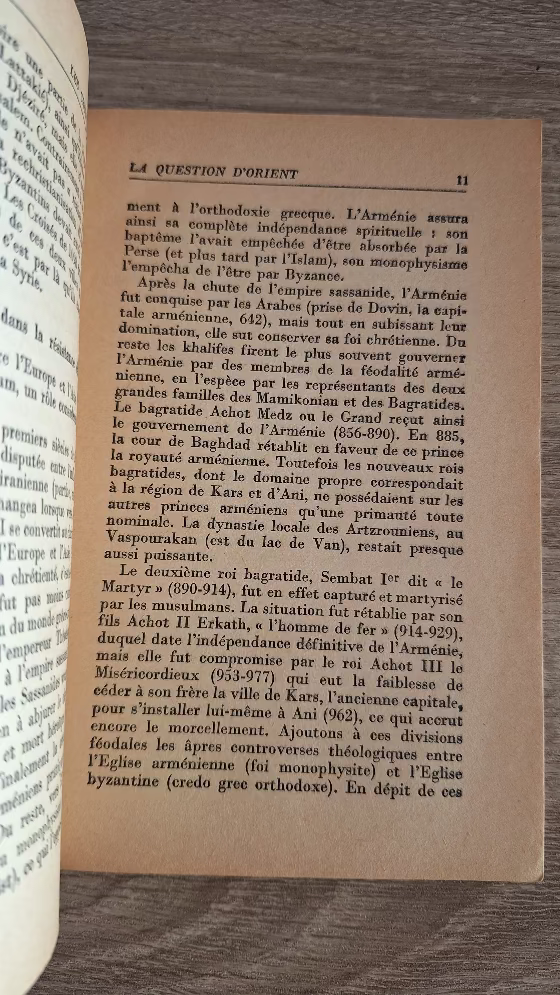 LA QUESTION D'ORIENT 11
ment à l'orthodoxie grecque. L'Arménie assura
ainsi sa complète indépendance spirituelle : son
baptême l'avait empêchée d'être absorbée par la
Perse (et plus tard par l'Islam), son monophysisme
l'empêcha de l'être par Byzance.
Après la chute de l'empire sassanide, l'Arménie
fut conquise par les Arabes (prise de Dovin, la capi-
tale arménienne, 642), mais tout en subissant leur
domination, elle sut conserver sa foi chrétienne. Du
reste les khalifes firent le plus souvent gouverner
l'Arménie par des membres de la féodalité armé-
nienne, en l'espèce par les représentants des deux
grandes familles des Mamikonian et des Bagratides.
Le bagratide Achot Medz ou le Grand reçut ainsi
le gouvernement de l'Arménie (856-890). En 885,
la cour de Baghdad rétablit en faveur de ce prince
la royauté arménienne. Toutefois les nouveaux rois
bagratides, dont le domaine propre correspondait
à la région de Kars et d'Ani, ne possédaient sur les
autres princes arméniens qu'une primauté toute
nominale. La dynastie locale des Artzrouniens, au
Vaspourakan (est du lac de Van), restait presque
aussi puissante.
Le deuxième roi bagratide, Sembat Ier dit « le
Martyr » (890-914), fut en effet capturé et martyrisé
par les musulmans. La situation fut rétablie par son
fils Achot II Erkath, « l'homme de fer » (914-929),
duquel date l'indépendance définitive de l'Arménie,
mais elle fut compromise par le roi Achot III le
Miséricordieux (953-977) qui eut la faiblesse de
céder à son frère la ville de Kars, l'ancienne capitale,
pour s'installer lui-même à Ani (962), ce qui accrut
encore le morcellement. Ajoutons à ces divisions
féodales les âpres controverses théologiques entre
l'Eglise arménienne (foi monophysite) et l'Eglise
byzantine (credo grec orthodoxe). En dépit de ces